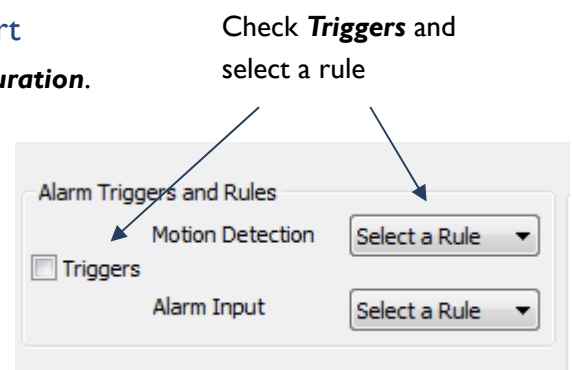 rt
uration.
Check Triggers and
select a rule
Alarm Triggers and Rules
Motion Detection Select a Rule
Triggers
Alarm Input Select a Rule